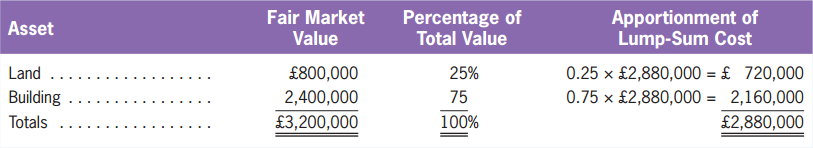 Asset Fair Market Value Percentage of Total Value Apportionment of Lump-Sum Cost
Land . . . . . . . . . . . . . . . . . . £800,000 25% 0.25 × £2,880,000 = £ 720,000
Building . . . . . . . . . . . . . . . . 2,400,000 75 0.75 × £2,880,000 = 2,160,000
Totals . . . . . . . . . . . . . . . . . £3,200,000 100% £2,880,000